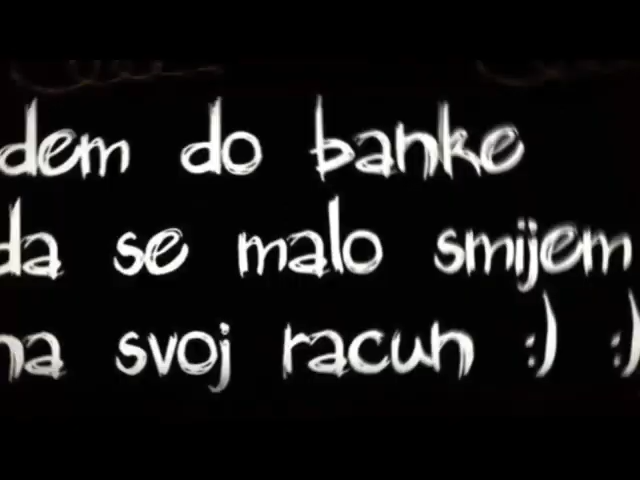 dem do banke
da se malo smijem
na svoj racun :) :)